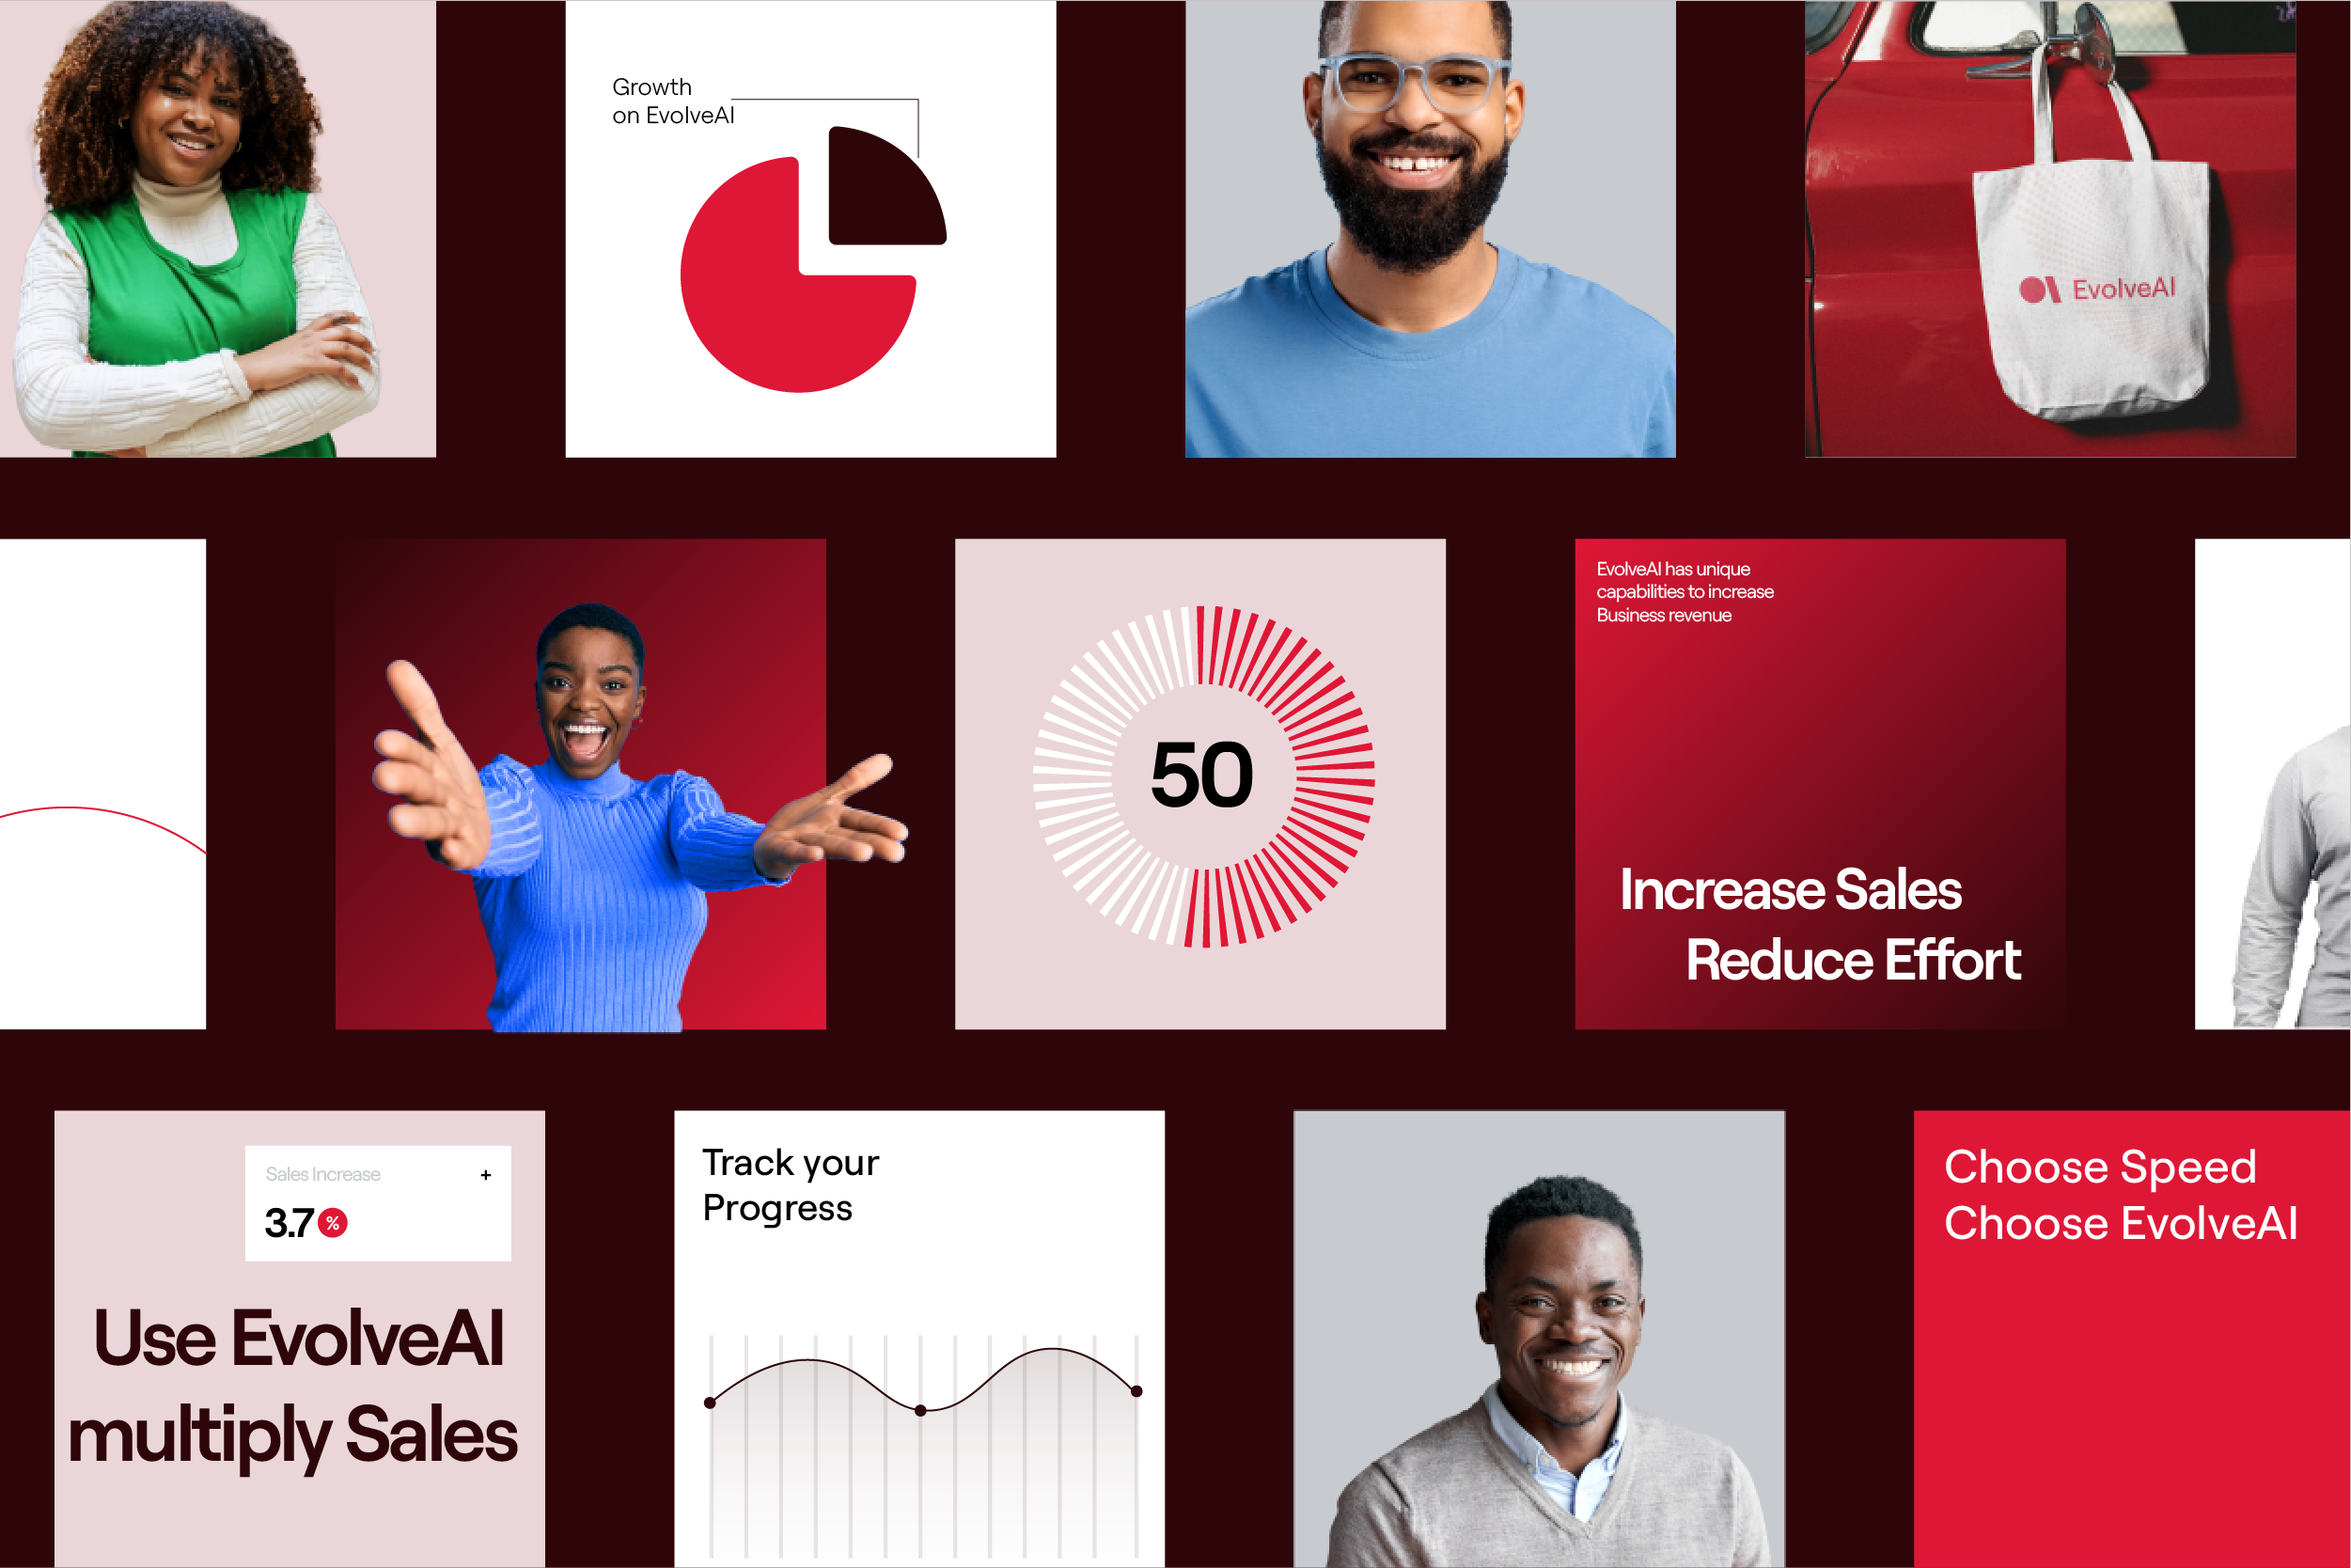 Growth
on EvolveAI
EvolveAI
50
EvolveAI has unique
capabilities to increase
Business revenue
Increase Sales
Reduce Effort
Sales Increase +
3.7 %
Use EvolveAI
multiply Sales
Track your
Progress
Choose Speed
Choose EvolveAI